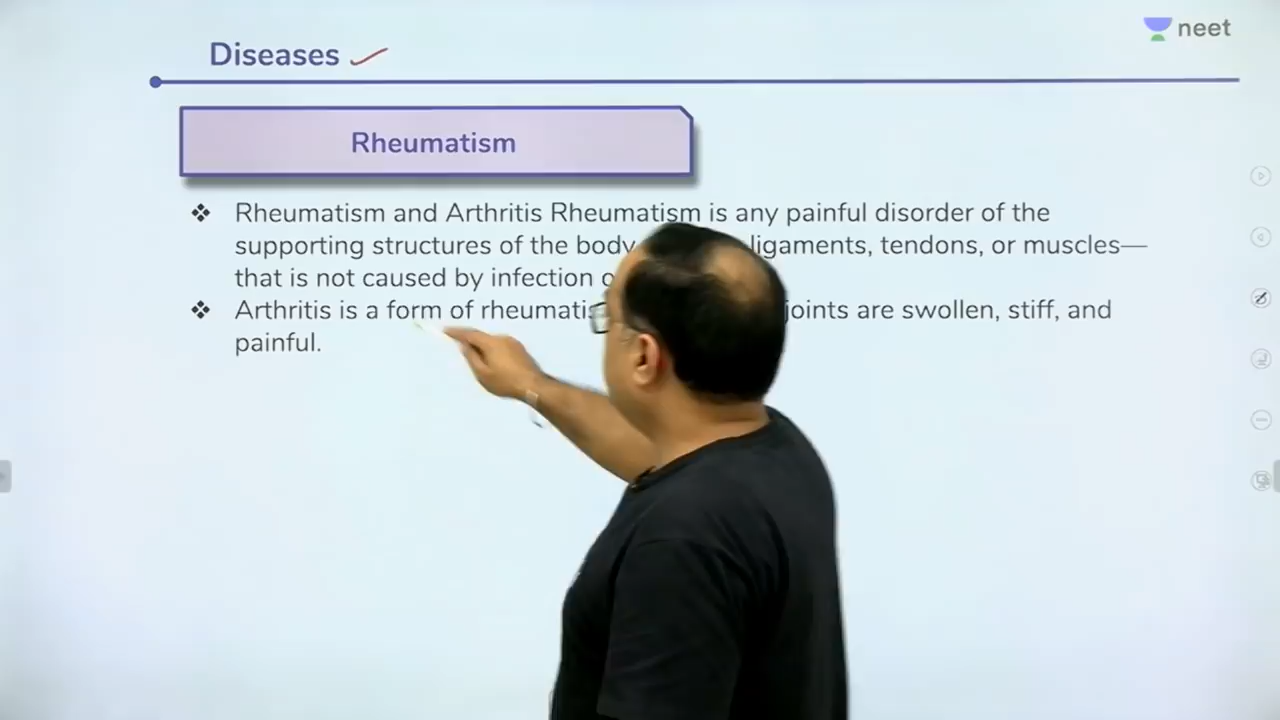 neet
Diseases
Rheumatism
Rheumatism and Arthritis Rheumatism is any painful disorder of the
supporting structures of the body ligaments, tendons, or muscles—
that is not caused by infection
Arthritis is a form of joints are swollen, stiff, and
painful.